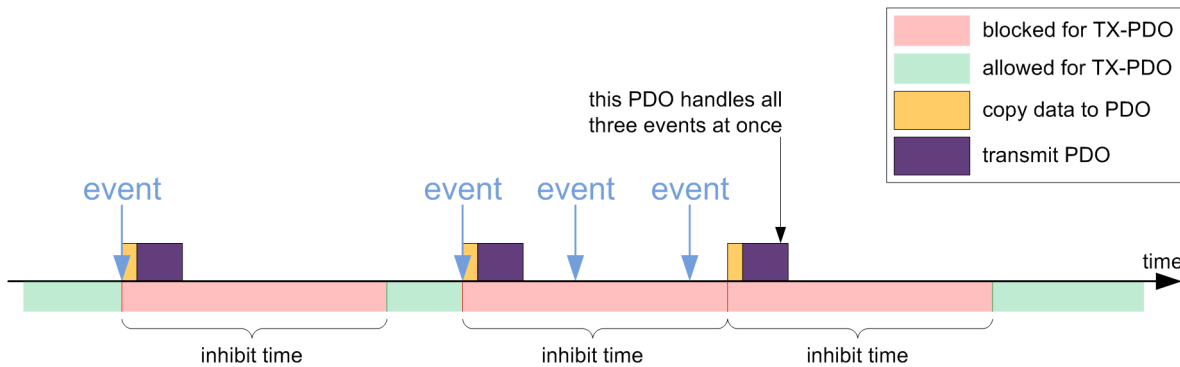 blocked for TX-PDO
allowed for TX-PDO
copy data to PDO
transmit PDO
this PDO handles all
three events at once
event
event
event
event
time
inhibit time
inhibit time
inhibit time